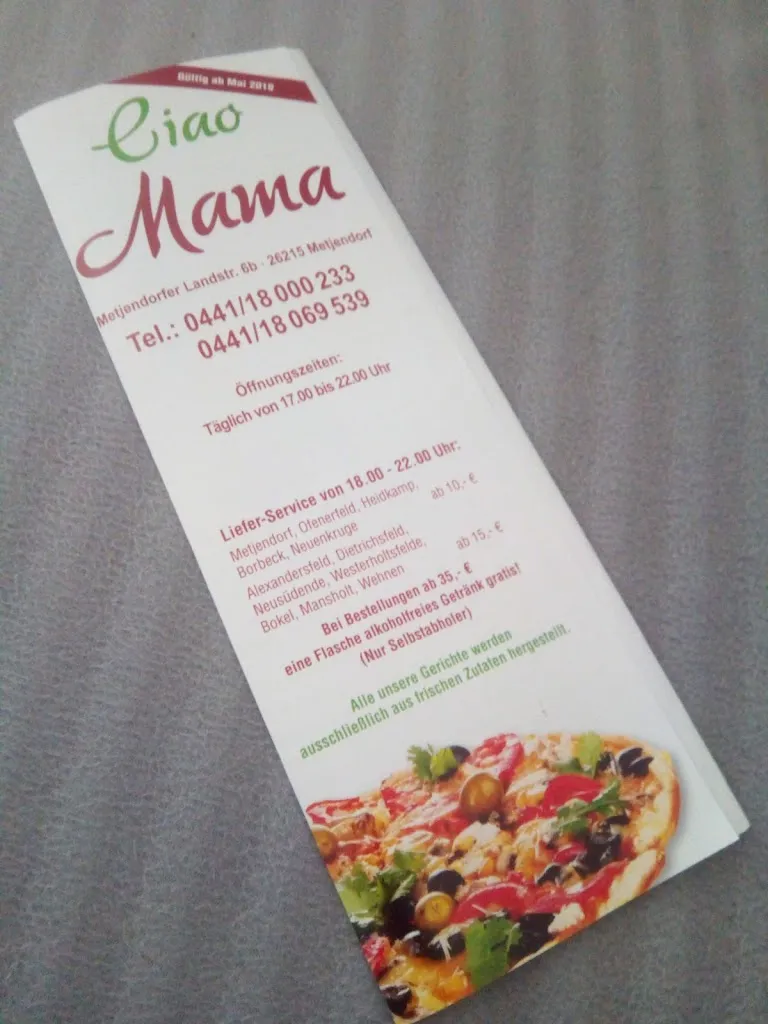 Gültig ab Mai 2018
Ciao
Mama
Metjendorfer Landstr. 6b · 26215 Metjendorf
Tel.: 0441/18 000 233
0441/18 069 539
Öffnungszeiten:
Täglich von 17.00 bis 22.00 Uhr
Liefer-Service von 18.00 - 22.00 Uhr:
Metjendorf, Ofenerfeld, Heidkamp,
Borbeck, Neuenkruge ab 10,- €
Alexandersfeld, Dietrichsfeld,
Neusüdende, Westerholtsfelde,
Bokel, Mansholt, Wehnen ab 15,- €
Bei Bestellungen ab 35,- €
eine Flasche alkoholfreies Getränk gratis!
(Nur Selbstabholer)
Alle unsere Gerichte werden
ausschließlich aus frischen Zutaten hergestellt.